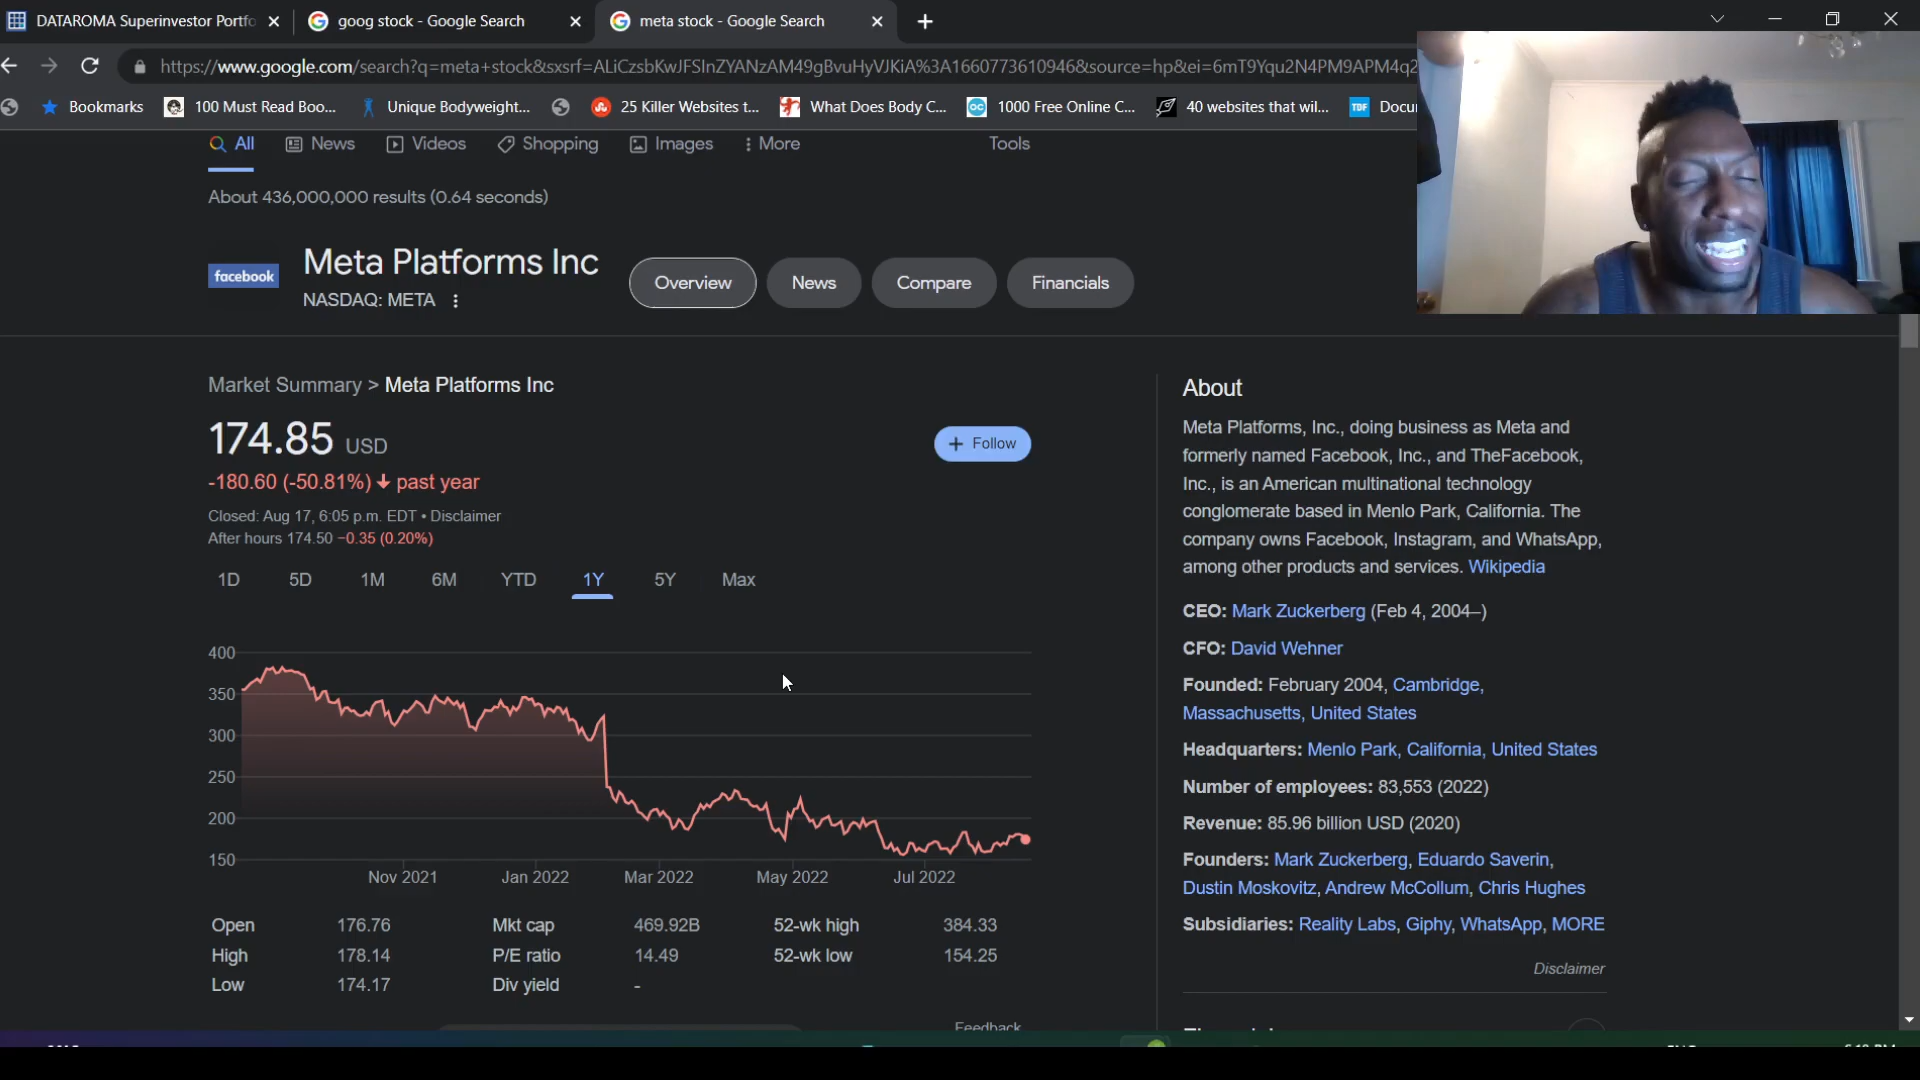 DATAROMA Superinvestor Portfo
goog stock - Google Search
meta stock - Google Search
https://www.google.com/search?q=meta+stock&sxsrf=ALiCzsbKwJFSInZYANzAM49gBvuHyVJKiA%3A1660773610946&source=hp&ei=6mT9Yqu2N4PM9APM4q2
Bookmarks
100 Must Read Boo...
Unique Bodyweight...
25 Killer Websites t...
What Does Body C...
OC
1000 Free Online C...
40 websites that wil...
TDF
Docu
All
News
Videos
Shopping
Images
More
Tools
About 436,000,000 results (0.64 seconds)
facebook
Meta Platforms Inc
NASDAQ: META
Overview
News
Compare
Financials
Market Summary > Meta Platforms Inc
174.85 USD
+ Follow
-180.60 (-50.81%) ↓ past year
Closed: Aug 17, 6:05 p.m. EDT • Disclaimer
After hours 174.50 −0.35 (0.20%)
1D 5D 1M 6M YTD 1Y 5Y Max
400
350
300
250
200
150
Nov 2021 Jan 2022 Mar 2022 May 2022 Jul 2022
Open 176.76 Mkt cap 469.92B 52-wk high 384.33
High 178.14 P/E ratio 14.49 52-wk low 154.25
Low 174.17 Div yield -
Feedback
About
Meta Platforms, Inc., doing business as Meta and
formerly named Facebook, Inc., and TheFacebook,
Inc., is an American multinational technology
conglomerate based in Menlo Park, California. The
company owns Facebook, Instagram, and WhatsApp,
among other products and services. Wikipedia
CEO: Mark Zuckerberg (Feb 4, 2004–)
CFO: David Wehner
Founded: February 2004, Cambridge,
Massachusetts, United States
Headquarters: Menlo Park, California, United States
Number of employees: 83,553 (2022)
Revenue: 85.96 billion USD (2020)
Founders: Mark Zuckerberg, Eduardo Saverin,
Dustin Moskovitz, Andrew McCollum, Chris Hughes
Subsidiaries: Reality Labs, Giphy, WhatsApp, MORE
Disclaimer